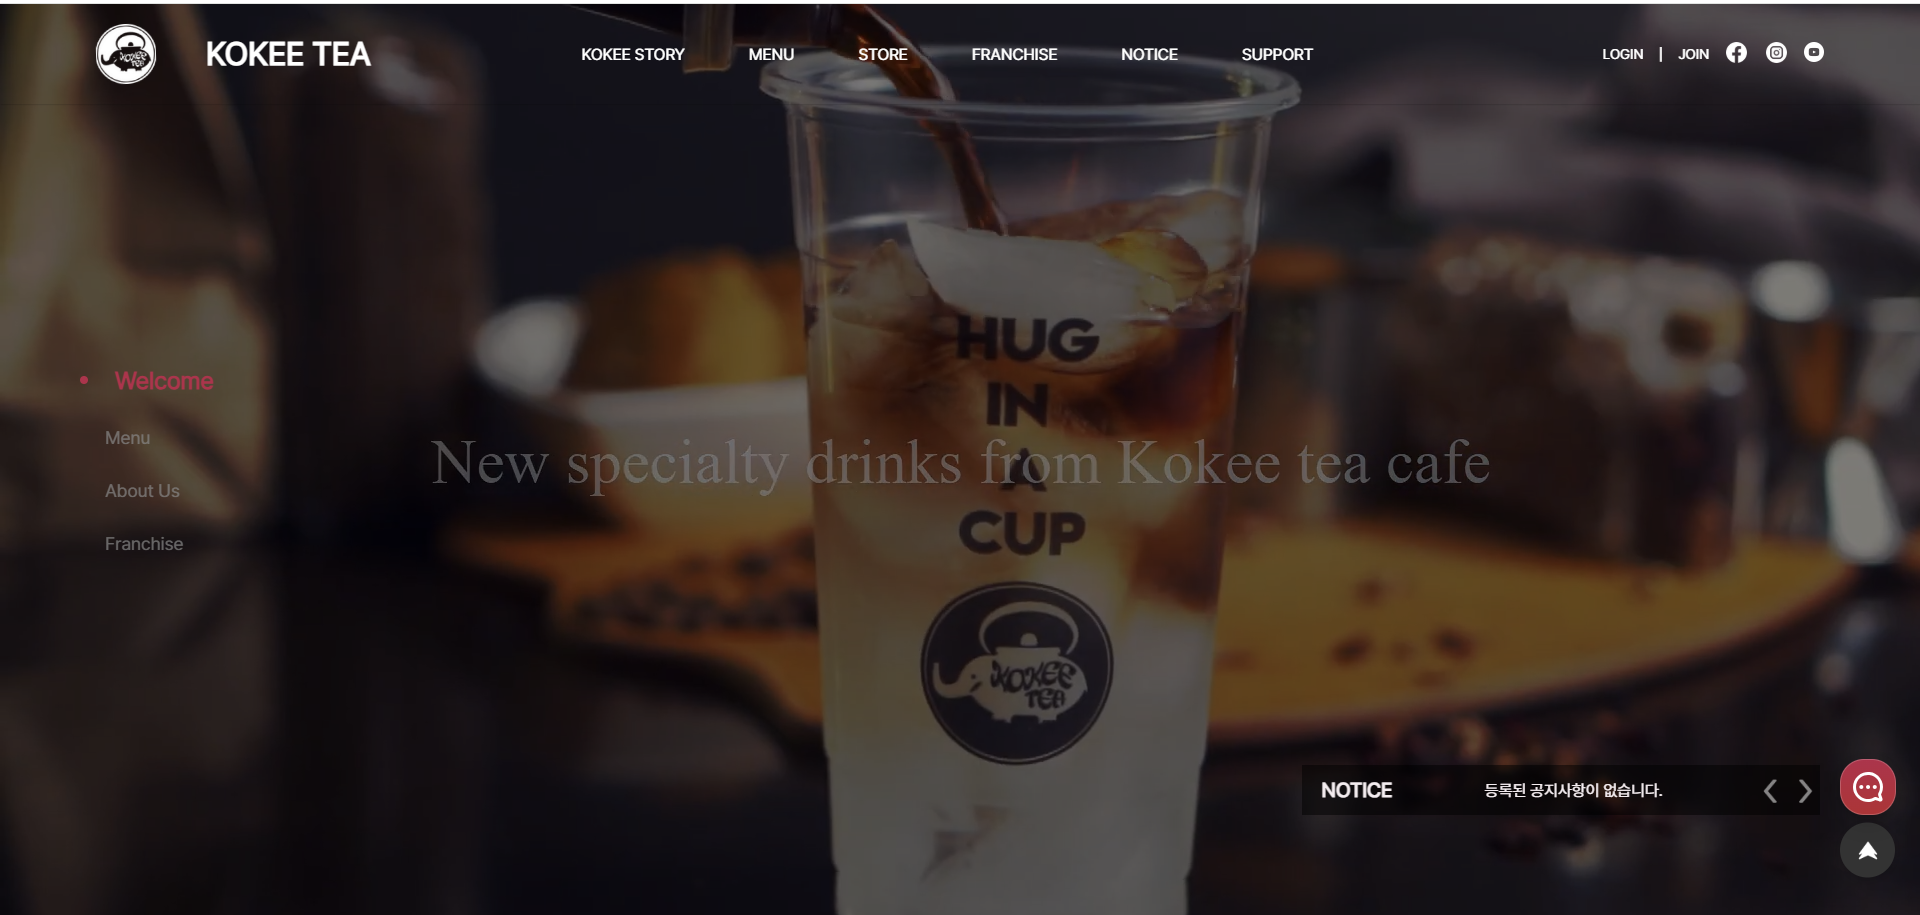 KOKEE TEA
KOKEE TEA
KOKEE STORY
MENU
STORE
FRANCHISE
NOTICE
SUPPORT
LOGIN | JOIN
HUG
IN
A
CUP
Welcome
Menu
About Us
Franchise
New specialty drinks from Kokee tea cafe
KOKEE
TEA
NOTICE
등록된 공지사항이 없습니다.